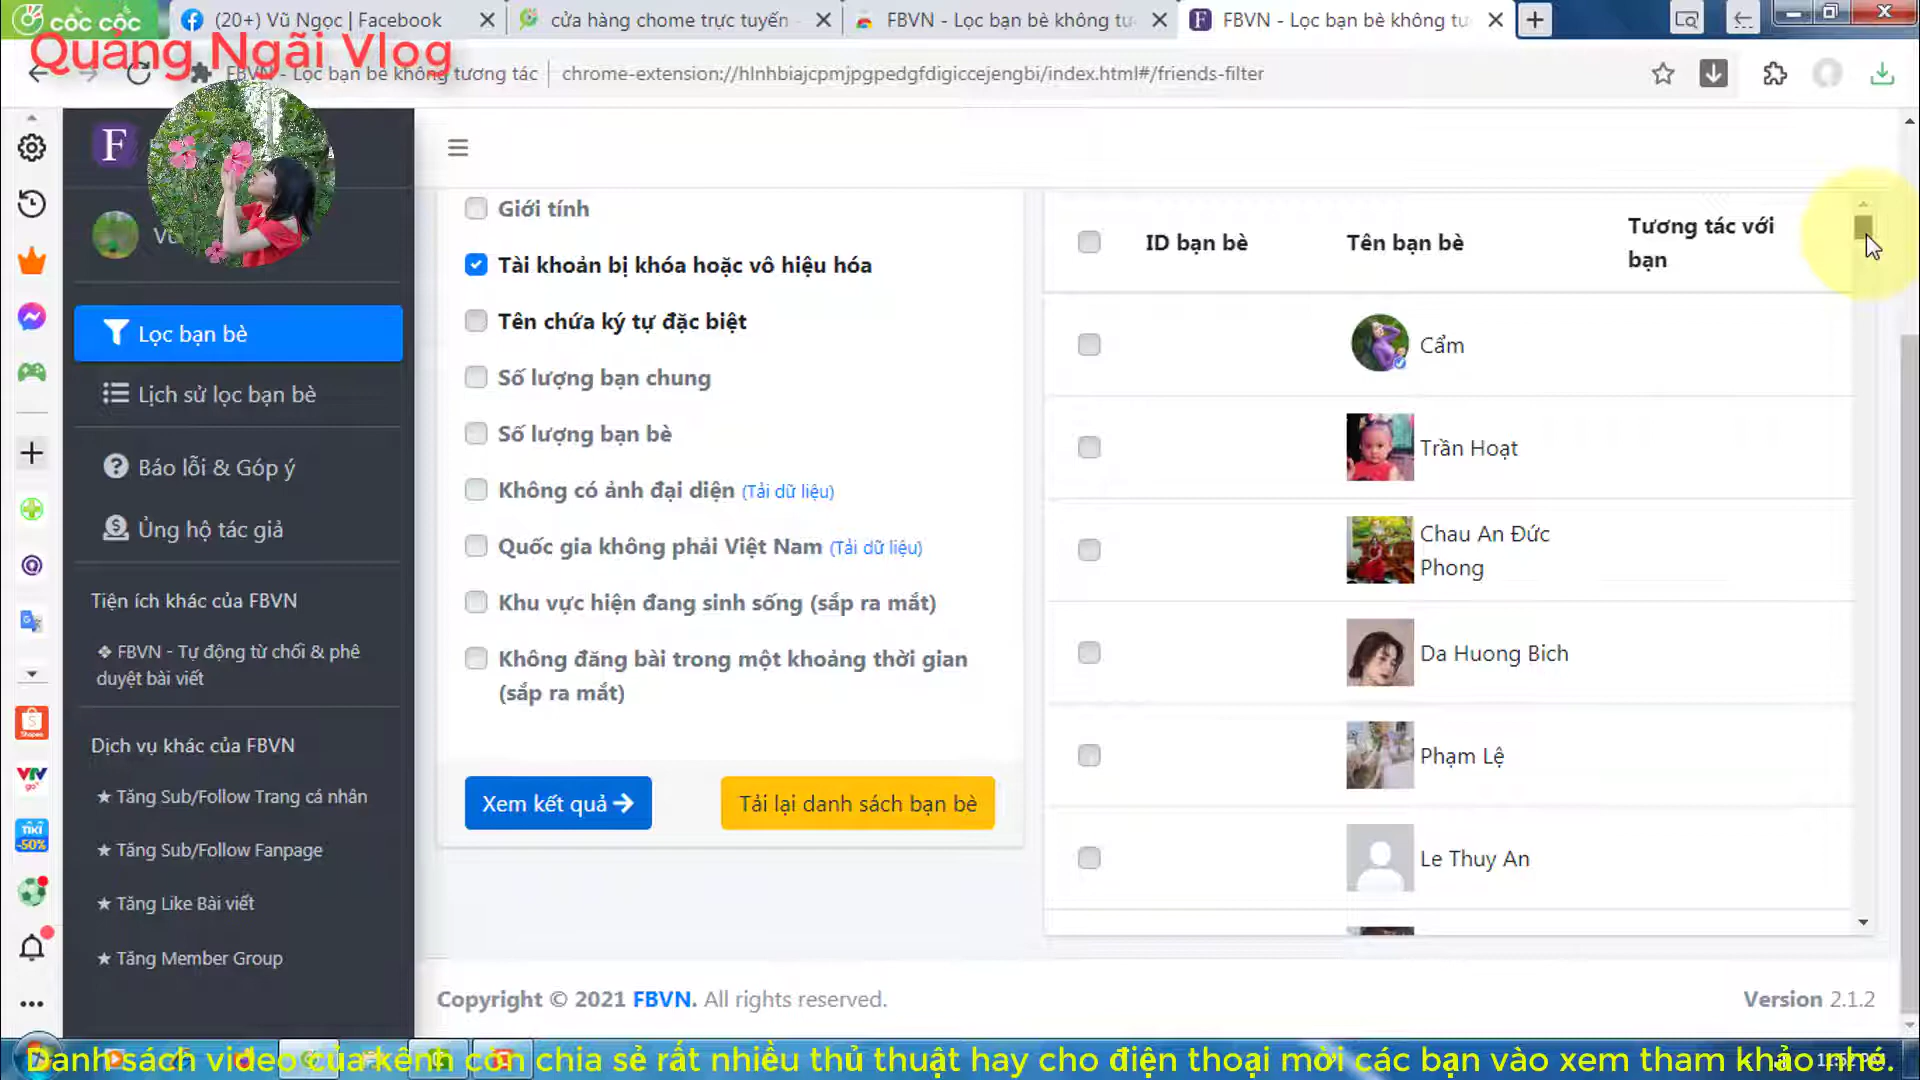 cốc cốc
(20+) Vũ Ngọc | Facebook
cửa hàng chome trực tuyến -
FBVN - Lọc bạn bè không tư
FBVN - Lọc bạn bè không tư
Quảng Ngãi Vlog
FBVN - Lọc bạn bè không tương tác
chrome-extension://hlnhbiajcpmjpgpedgfdigiccejengbi/index.html#/friends-filter
F
Lọc bạn bè
Lịch sử lọc bạn bè
Báo lỗi & Góp ý
Ủng hộ tác giả
Tiện ích khác của FBVN
❖ FBVN - Tự động từ chối & phê
duyệt bài viết
Dịch vụ khác của FBVN
★ Tăng Sub/Follow Trang cá nhân
★ Tăng Sub/Follow Fanpage
★ Tăng Like Bài viết
★ Tăng Member Group
Giới tính
Tài khoản bị khóa hoặc vô hiệu hóa
Tên chứa ký tự đặc biệt
Số lượng bạn chung
Số lượng bạn bè
Không có ảnh đại diện (Tải dữ liệu)
Quốc gia không phải Việt Nam (Tải dữ liệu)
Khu vực hiện đang sinh sống (sắp ra mắt)
Không đăng bài trong một khoảng thời gian
(sắp ra mắt)
Xem kết quả
Tải lại danh sách bạn bè
ID bạn bè
Tên bạn bè
Tương tác với
bạn
Cẩm
Trần Hoạt
Chau An Đức
Phong
Da Huong Bich
Phạm Lệ
Le Thuy An
Copyright © 2021 FBVN. All rights reserved.
Version 2.1.2
Danh sách video của kênh còn chia sẻ rất nhiều thủ thuật hay cho điện thoại mời các bạn vào xem tham khảo nhé.